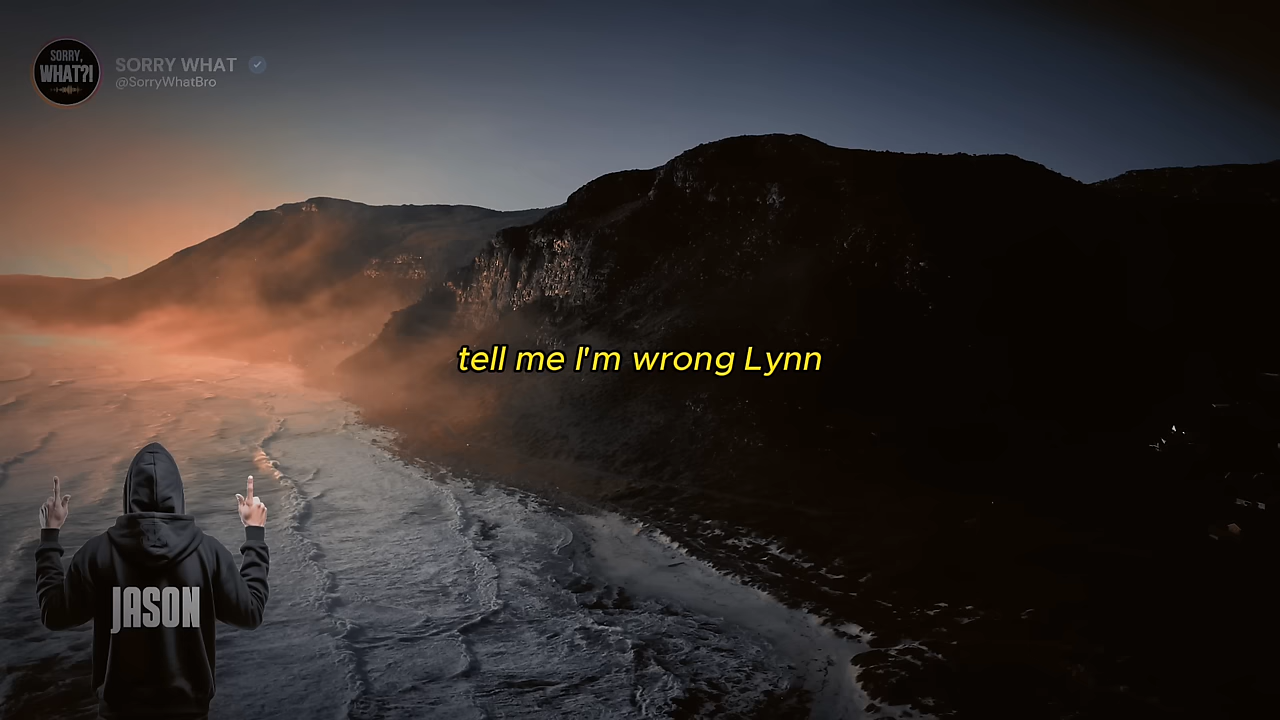 SORRY,
WHAT?!
SORRY WHAT
@SorryWhatBro
tell me I'm wrong Lynn
JASON